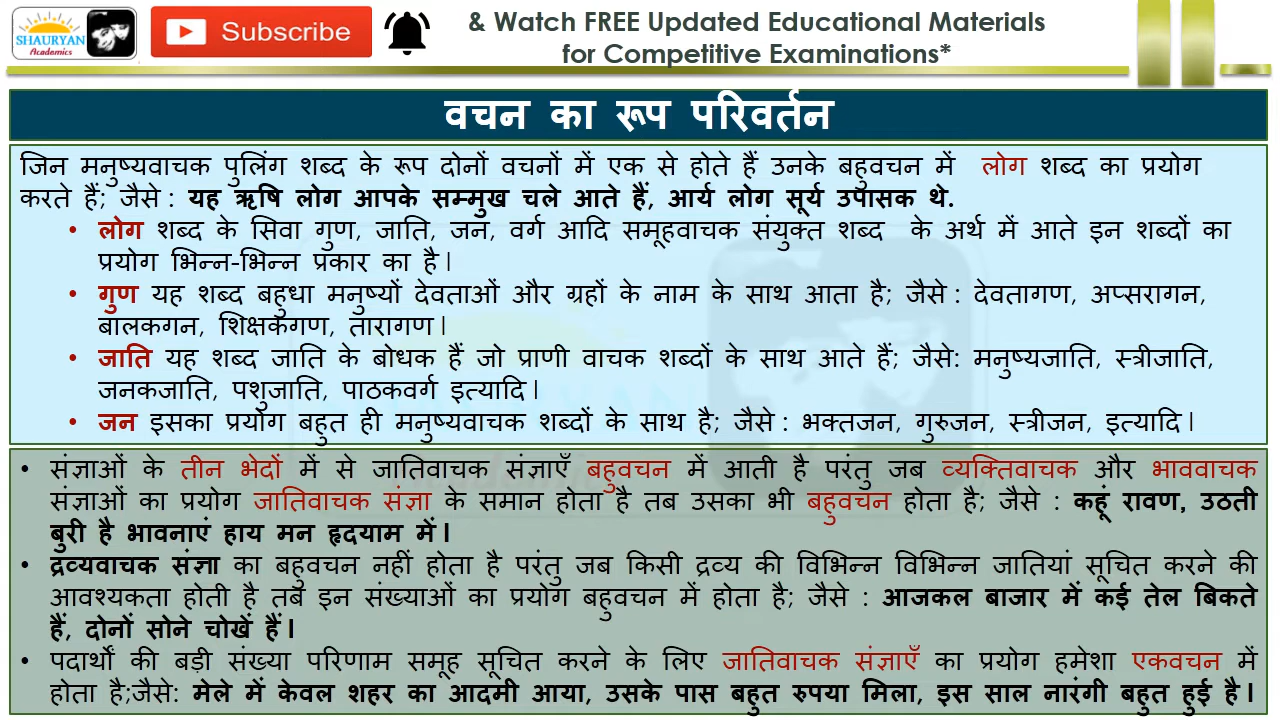 SHAURYAN
Academics
Subscribe
& Watch FREE Updated Educational Materials
for Competitive Examinations*
वचन का रूप परिवर्तन
जिन मनुष्यवाचक पुलिंग शब्द के रूप दोनों वचनों में एक से होते हैं उनके बहुवचन में लोग शब्द का प्रयोग
करते हैं; जैसे : यह ऋषि लोग आपके सम्मुख चले आते हैं, आर्य लोग सूर्य उपासक थे.
• लोग शब्द के सिवा गुण, जाति, जन, वर्ग आदि समूहवाचक संयुक्त शब्द के अर्थ में आते इन शब्दों का
प्रयोग भिन्न-भिन्न प्रकार का है।
• गुण यह शब्द बहुधा मनुष्यों देवताओं और ग्रहों के नाम के साथ आता है; जैसे : देवतागण, अप्सरागन,
बालकगन, शिक्षकगण, तारागण।
• जाति यह शब्द जाति के बोधक हैं जो प्राणी वाचक शब्दों के साथ आते हैं; जैसे: मनुष्यजाति, स्त्रीजाति,
जनकजाति, पशुजाति, पाठकवर्ग इत्यादि।
• जन इसका प्रयोग बहुत ही मनुष्यवाचक शब्दों के साथ है; जैसे : भक्तजन, गुरुजन, स्त्रीजन, इत्यादि।
• संज्ञाओं के तीन भेदों में से जातिवाचक संज्ञाएँ बहुवचन में आती है परंतु जब व्यक्तिवाचक और भाववाचक
संज्ञाओं का प्रयोग जातिवाचक संज्ञा के समान होता है तब उसका भी बहुवचन होता है; जैसे : कहूं रावण, उठती
बुरी है भावनाएं हाय मन हृदयाम में।
• द्रव्यवाचक संज्ञा का बहुवचन नहीं होता है परंतु जब किसी द्रव्य की विभिन्न विभिन्न जातियां सूचित करने की
आवश्यकता होती है तब इन संख्याओं का प्रयोग बहुवचन में होता है; जैसे : आजकल बाजार में कई तेल बिकते
हैं, दोनों सोने चोखें हैं।
• पदार्थों की बड़ी संख्या परिणाम समूह सूचित करने के लिए जातिवाचक संज्ञाएँ का प्रयोग हमेशा एकवचन में
होता है;जैसे: मेले में केवल शहर का आदमी आया, उसके पास बहुत रुपया मिला, इस साल नारंगी बहुत हुई है।